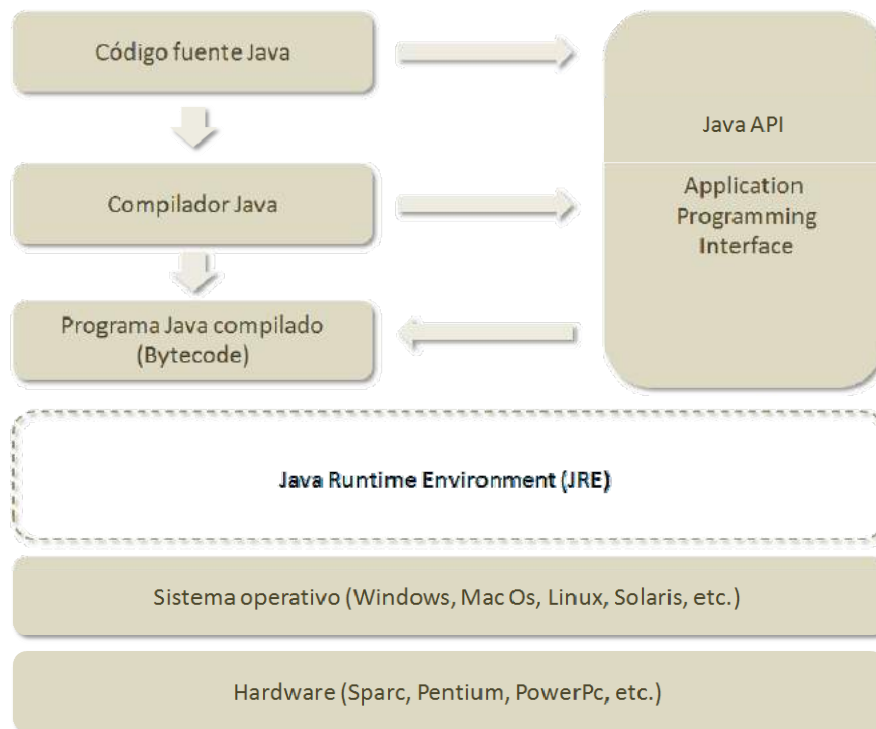 Código fuente Java
Java API
Compilador Java
Application
Programming
Interface
Programa Java compilado
(Bytecode)
Java Runtime Environment (JRE)
Sistema operativo (Windows, Mac Os, Linux, Solaris, etc.)
Hardware (Sparc, Pentium, PowerPc, etc.)